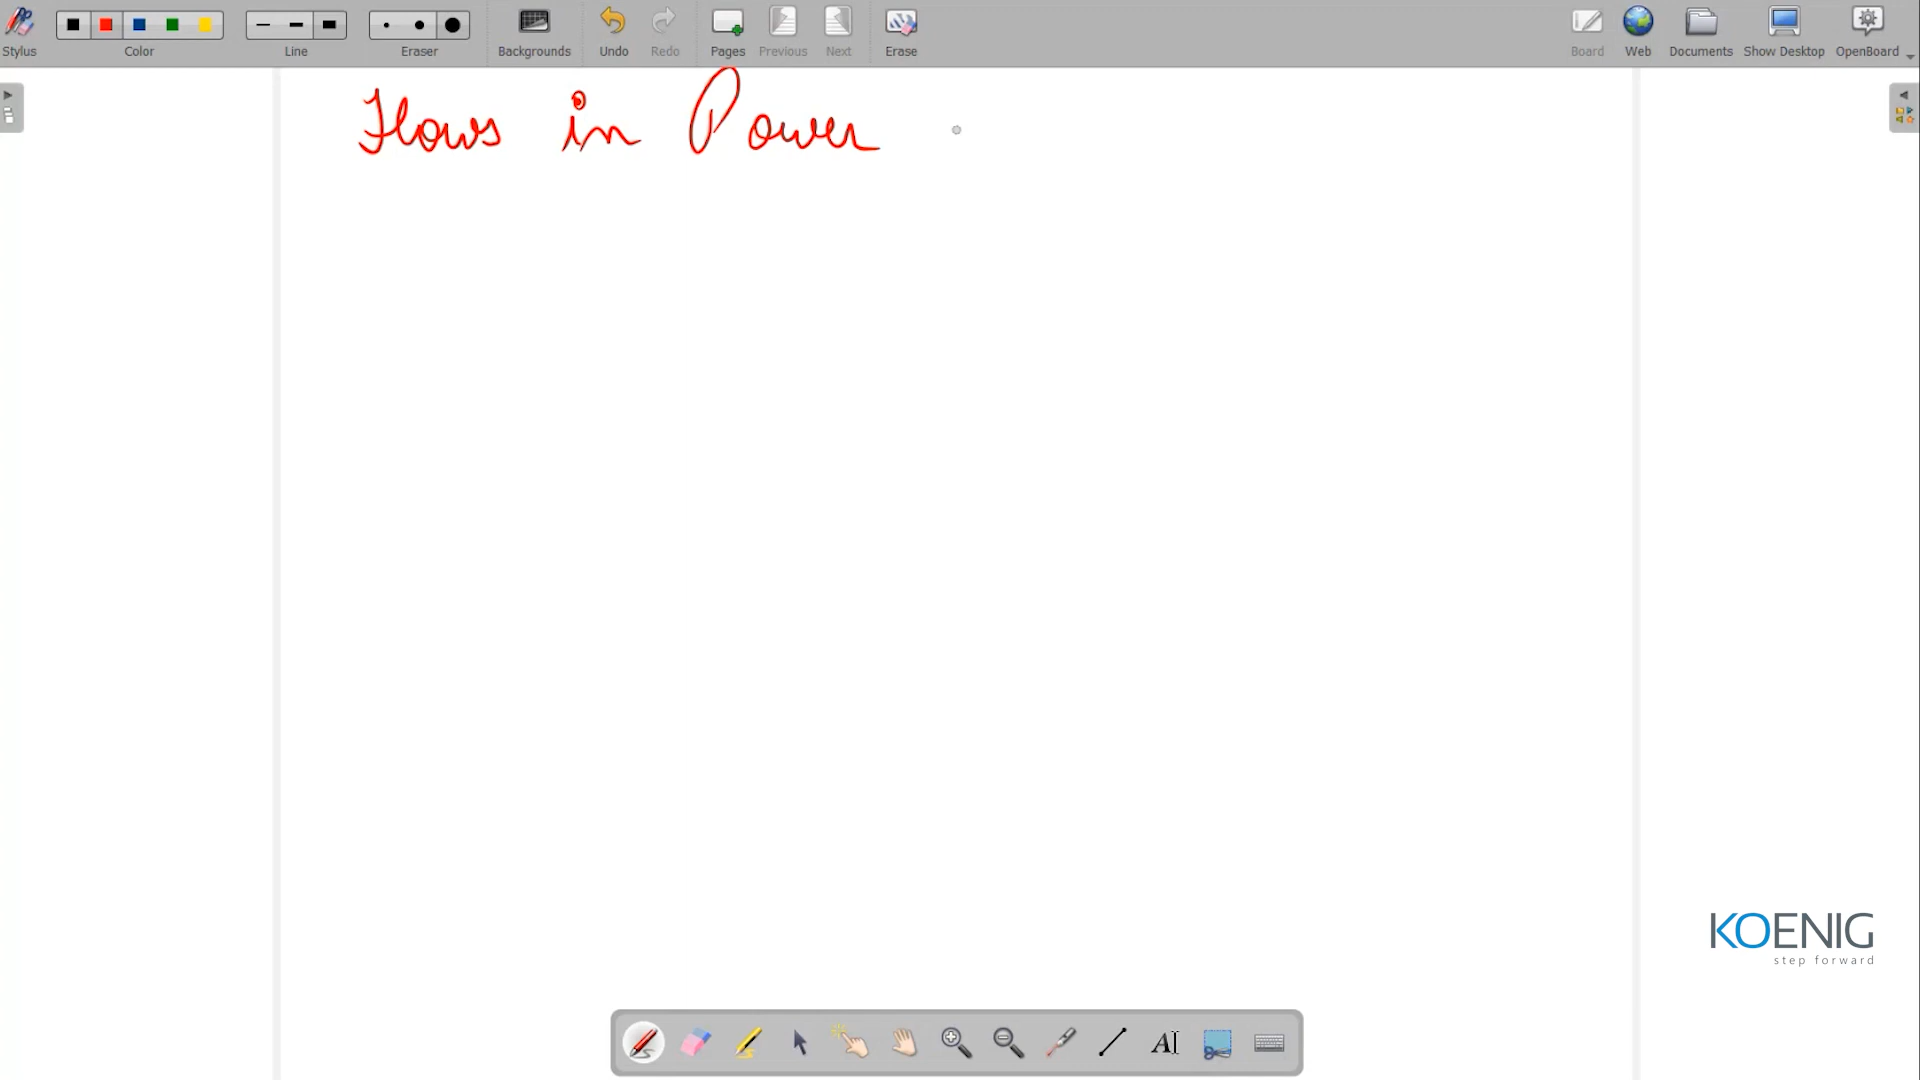 Stylus Color Line Eraser Backgrounds Undo Redo Pages Previous Next Erase Board Web Documents Show Desktop OpenBoard
Flows in Power
KOENIG
step forward